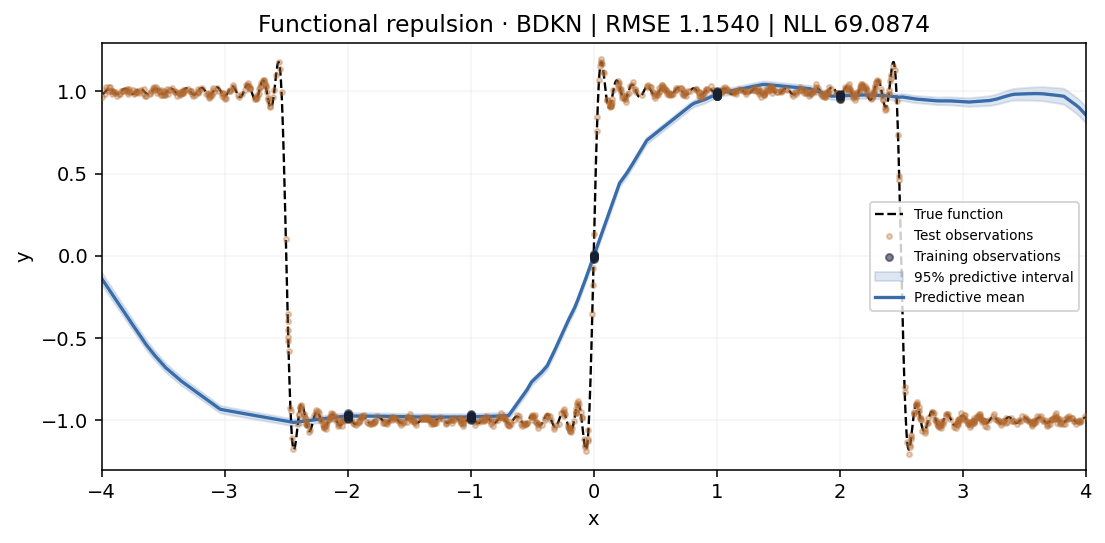 Functional repulsion · BDKN | RMSE 1.1540 | NLL 69.0874
y
1.0
0.5
0.0
−0.5
−1.0
True function
Test observations
Training observations
95% predictive interval
Predictive mean
−4 −3 −2 −1 0 1 2 3 4
x